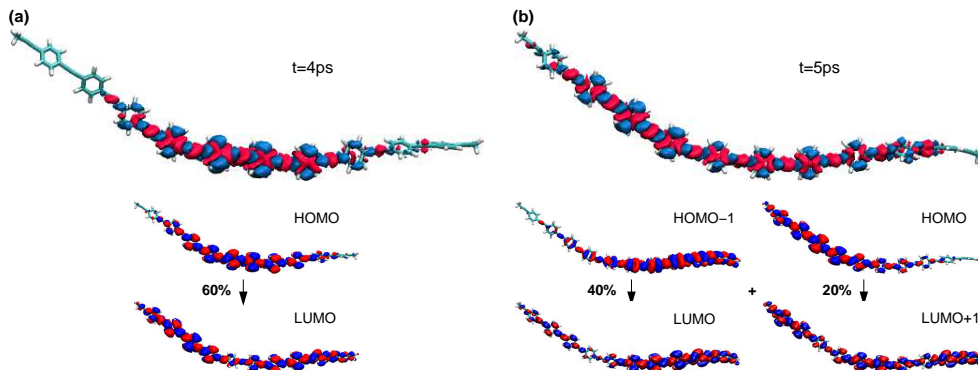 (a)
t=4ps
HOMO
60%
LUMO
(b)
t=5ps
HOMO−1
HOMO
40%
+
20%
LUMO
LUMO+1